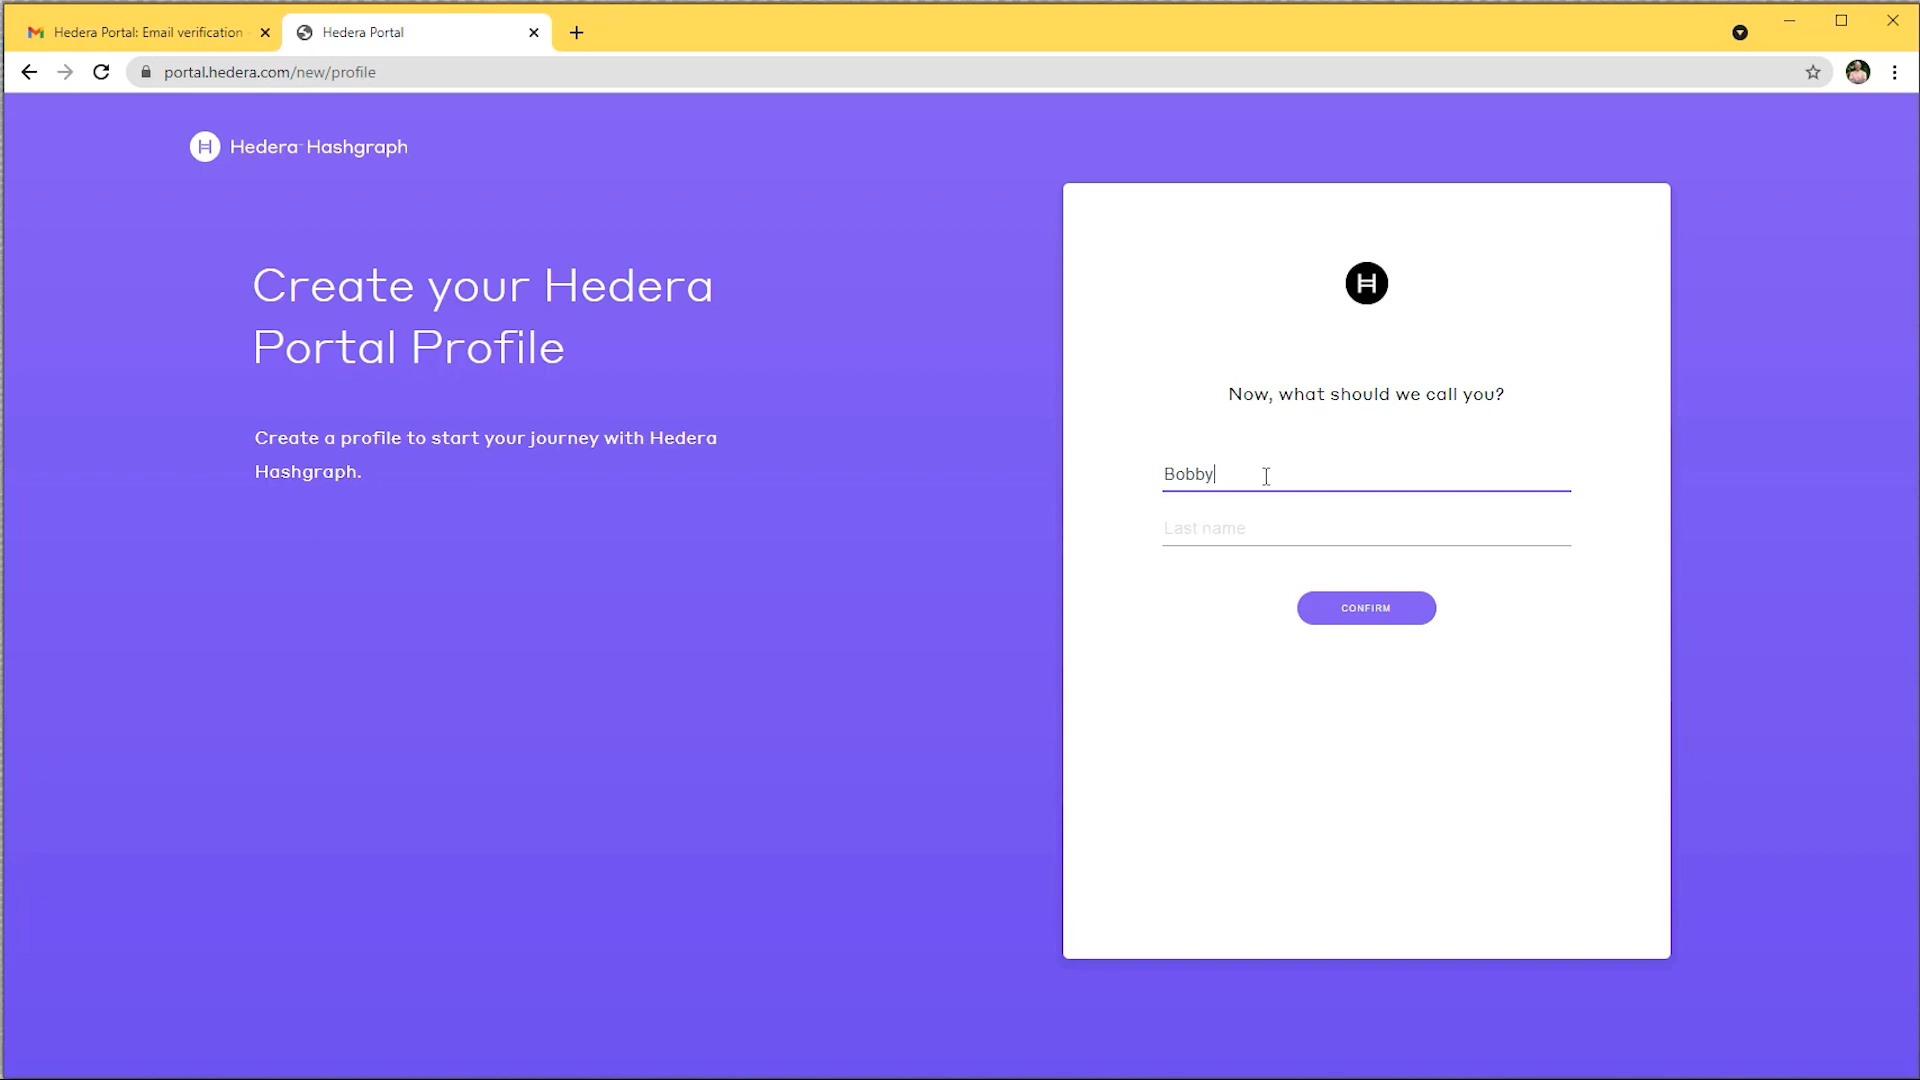 Hedera Portal: Email verification
Hedera Portal
portal.hedera.com/new/profile
Hedera Hashgraph
Create your Hedera
Portal Profile
Create a profile to start your journey with Hedera
Hashgraph.
H
Now, what should we call you?
Bobby
Last name
CONFIRM